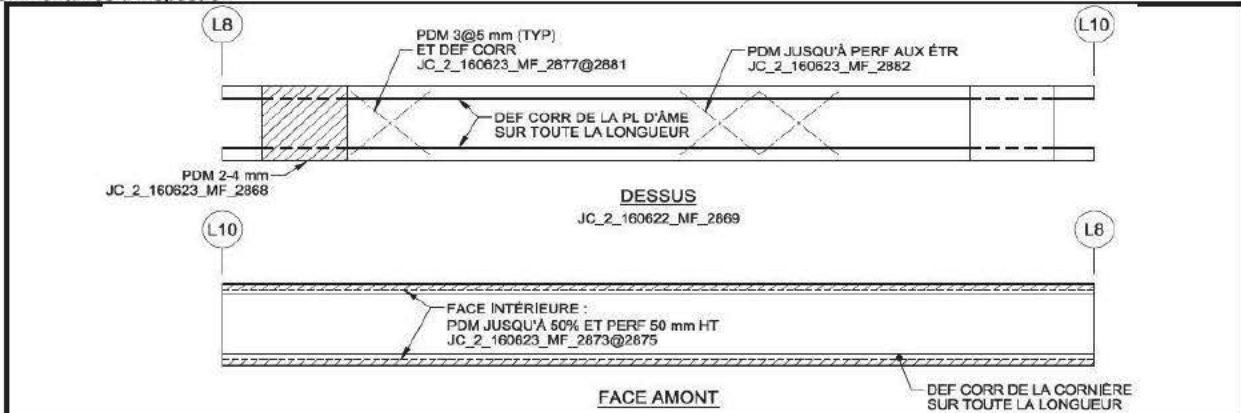 L8
L10
PDM 3@5 mm (TYP)
ET DEF CORR
JC_2_160623_MF_2877@2881
PDM JUSQU'À PERF AUX ÉTR
JC_2_160623_MF_2882
DEF CORR DE LA PL D'ÂME
SUR TOUTE LA LONGUEUR
PDM 2-4 mm
JC_2_160623_MF_2868
DESSUS
JC_2_160622_MF_2869
L10
L8
FACE INTÉRIEURE :
PDM JUSQU'À 50% ET PERF 50 mm HT
JC_2_160623_MF_2873@2875
DEF CORR DE LA CORNIÈRE
SUR TOUTE LA LONGUEUR
FACE AMONT